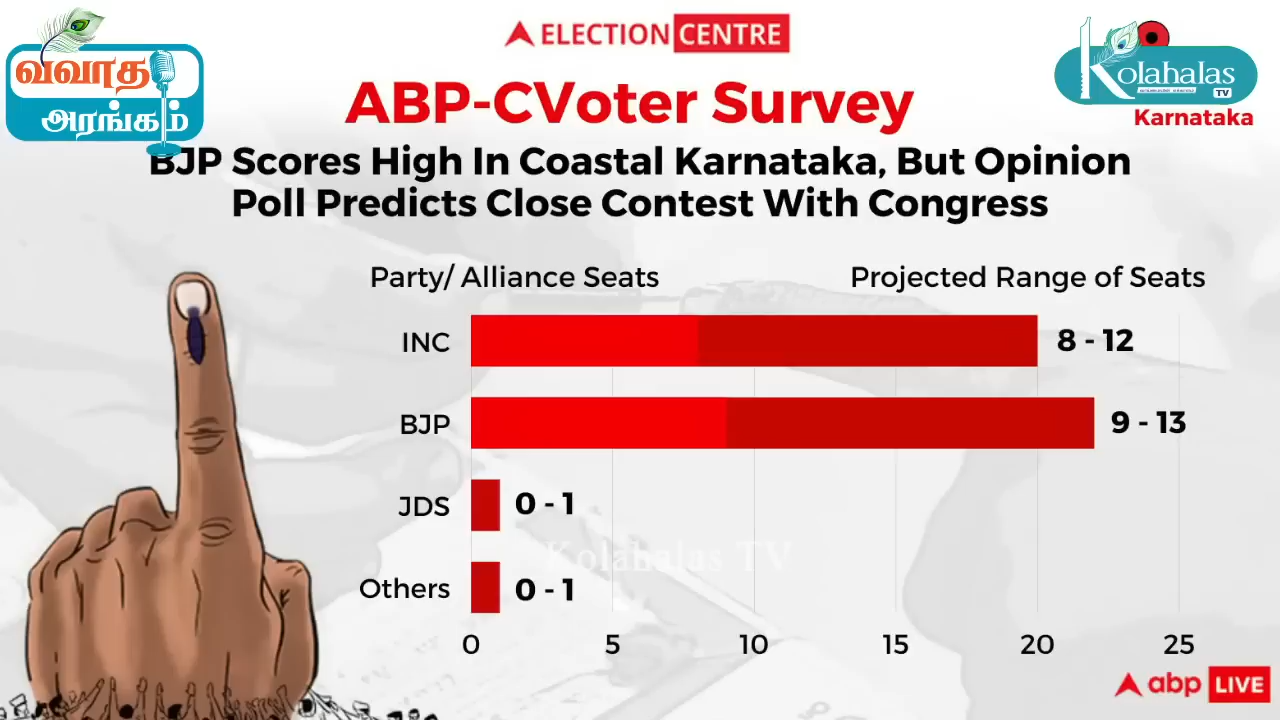 ELECTION CENTRE
வவாத
அரங்கம்
Kolahalas
TV
Karnataka
ABP-CVoter Survey
BJP Scores High In Coastal Karnataka, But Opinion
Poll Predicts Close Contest With Congress
Party/ Alliance Seats
Projected Range of Seats
INC 8 - 12
BJP 9 - 13
JDS 0 - 1
Kolahalas TV
Others 0 - 1
0 5 10 15 20 25
abp LIVE